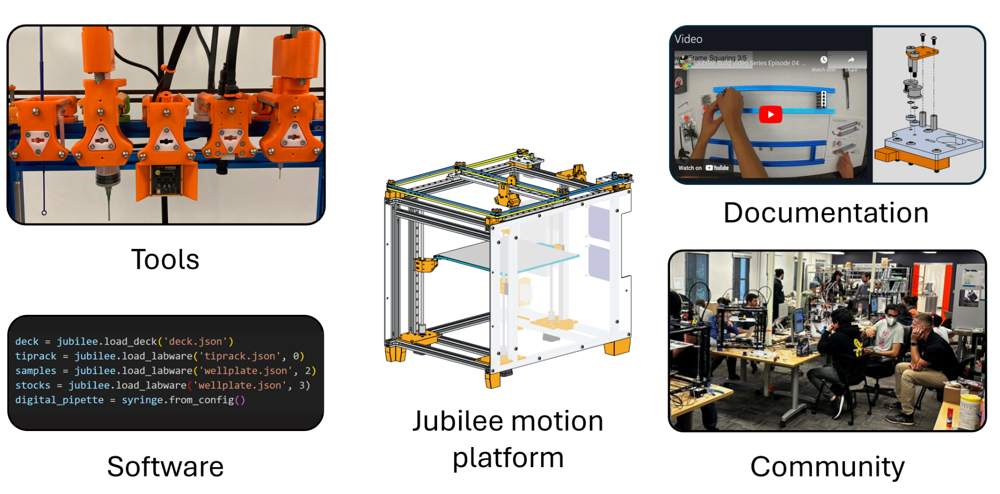 Tools
deck = jubilee.load_deck('deck.json')
tiprack = jubilee.load_labware('tiprack.json', 0)
samples = jubilee.load_labware('wellplate.json', 2)
stocks = jubilee.load_labware('wellplate.json', 3)
digital_pipette = syringe.from_config()
Software
Jubilee motion
platform
Video
Frame Squaring 3/5
Jubilee Build Video Series Episode 04: ...
Watch later
Share
Watch on YouTube
Documentation
Community